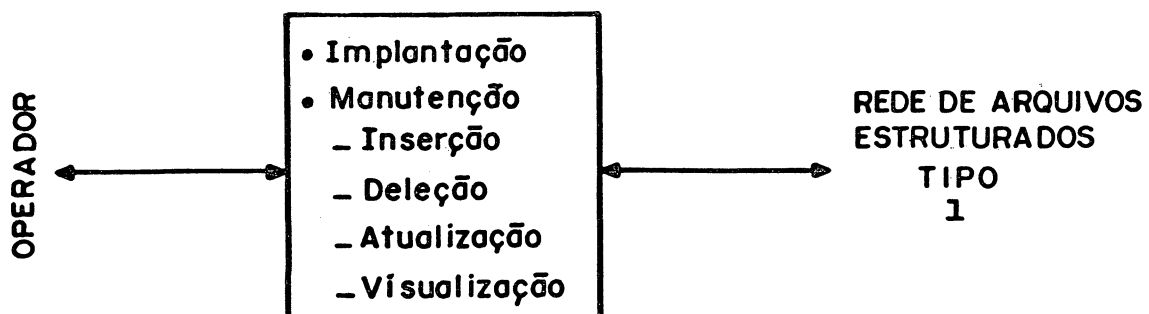 OPERADOR
• Implantação
• Manutenção
– Inserção
– Deleção
– Atualização
– Visualização
REDE DE ARQUIVOS
ESTRUTURADOS
TIPO
1